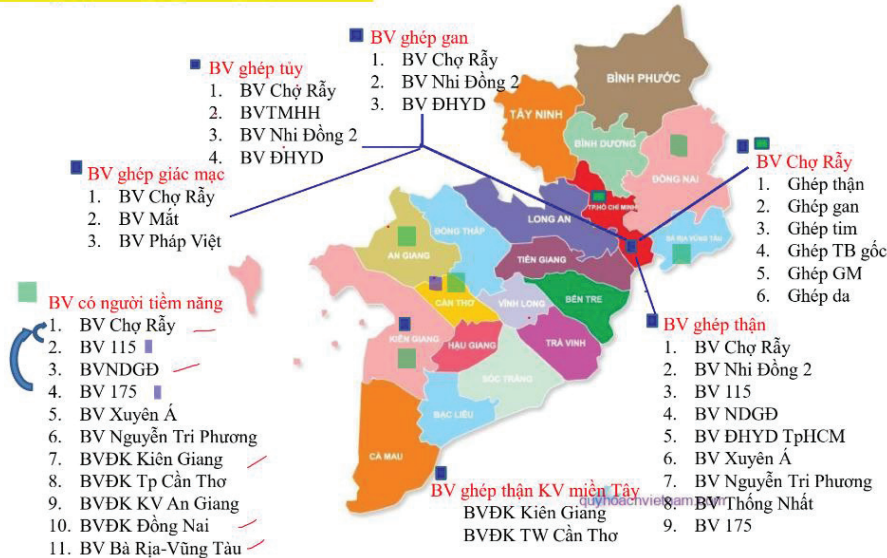 BV ghép gan
1. BV Chợ Rẫy
2. BV Nhi Đồng 2
3. BV ĐHYD
BV ghép tủy
1. BV Chợ Rẫy
2. BVTMHH
3. BV Nhi Đồng 2
4. BV ĐHYD
BV ghép giác mạc
1. BV Chợ Rẫy
2. BV Mắt
3. BV Pháp Việt
BV có người tiềm năng
1. BV Chợ Rẫy
2. BV 115
3. BVNDGĐ
4. BV 175
5. BV Xuyên Á
6. BV Nguyễn Tri Phương
7. BVĐK Kiên Giang
8. BVĐK Tp Cần Thơ
9. BVĐK KV An Giang
10. BVĐK Đồng Nai
11. BV Bà Rịa-Vũng Tàu
BÌNH PHƯỚC
TÂY NINH
BÌNH DƯƠNG
ĐỒNG NAI
TP.HỒ CHÍ MINH
BÀ RỊA VŨNG TÀU
LONG AN
ĐỒNG THÁP
AN GIANG
TIỀN GIANG
CẦN THƠ
VĨNH LONG
BẾN TRE
KIÊN GIANG
HẬU GIANG
TRÀ VINH
SÓC TRĂNG
BẠC LIÊU
CÀ MAU
BV Chợ Rẫy
1. Ghép thận
2. Ghép gan
3. Ghép tim
4. Ghép TB gốc
5. Ghép GM
6. Ghép da
BV ghép thận
1. BV Chợ Rẫy
2. BV Nhi Đồng 2
3. BV 115
4. BV NDGĐ
5. BV ĐHYD TpHCM
6. BV Xuyên Á
7. BV Nguyễn Tri Phương
8. BV Thống Nhất
9. BV 175
BV ghép thận KV miền Tây
BVĐK Kiên Giang
BVĐK TW Cần Thơ
quyhoachvietnam.com